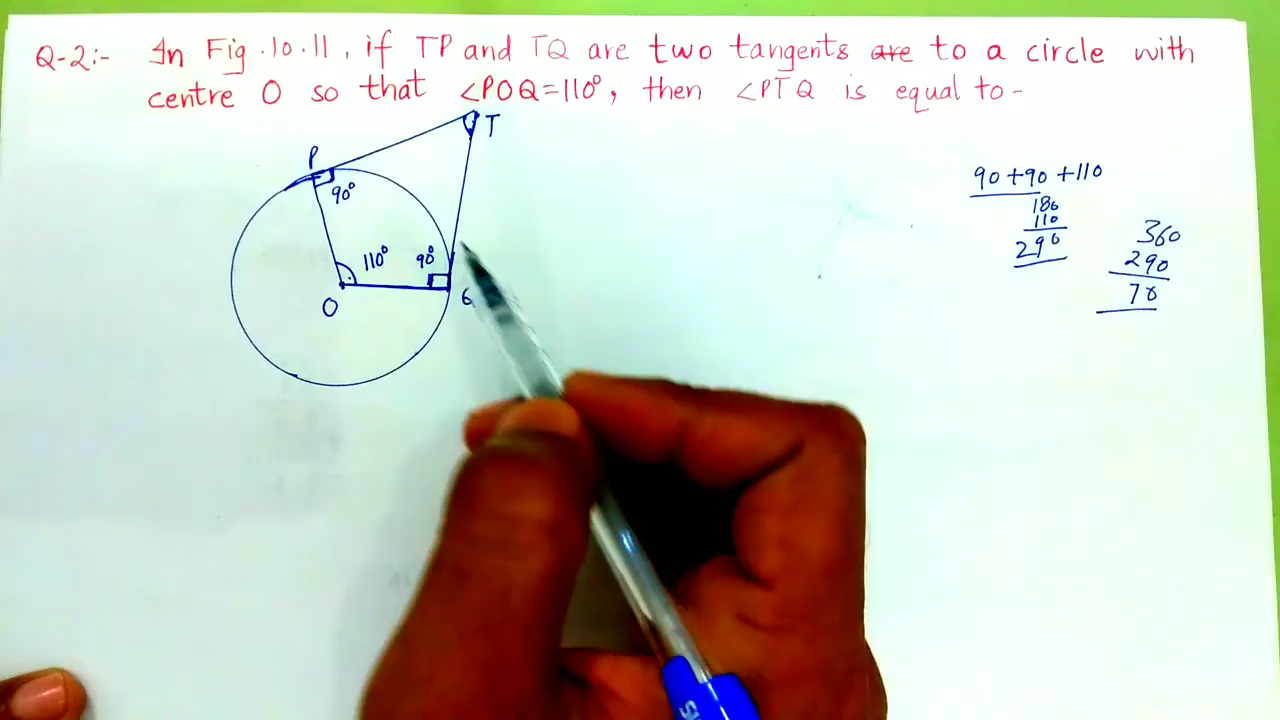 Q-2:- In Fig.10.11, if TP and TQ are two tangents are to a circle with
centre O so that ∠POQ=110°, then ∠PTQ is equal to -
T
P
90°
110°
90°
O
90+90+110
180
110
290
360
290
70